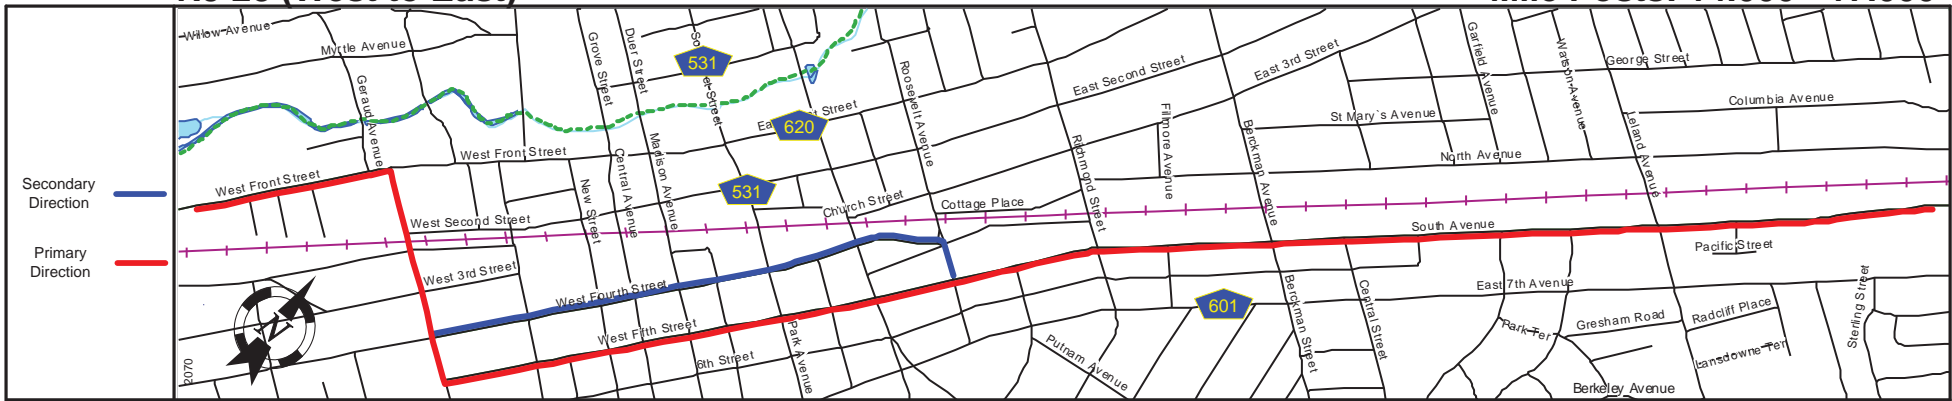 Willow Avenue
Myrtle Avenue
Geraud Avenue
Grove Street
Duer Street
531
Roosevelt Avenue
East Second Street
East 3rd Street
Garfield Avenue
Watson Avenue
George Street
Columbia Avenue
620
St Mary`s Avenue
Filmore Avenue
Berckman Avenue
Leland Avenue
North Avenue
West Front Street
West Front Street
Central Avenue
Madison Avenue
New Street
531
Church Street
Cottage Place
Richmond Street
West Second Street
South Avenue
Pacific Street
Secondary
Direction
Primary
Direction
West 3rd Street
West Fourth Street
West Fifth Street
6th Street
Park Avenue
Putnam Avenue
601
Berckman Street
Central Street
East 7th Avenue
Park Ter
Gresham Road
Radcliff Place
Lansdowne Ter
Sterling Street
Berkeley Avenue
N
2070